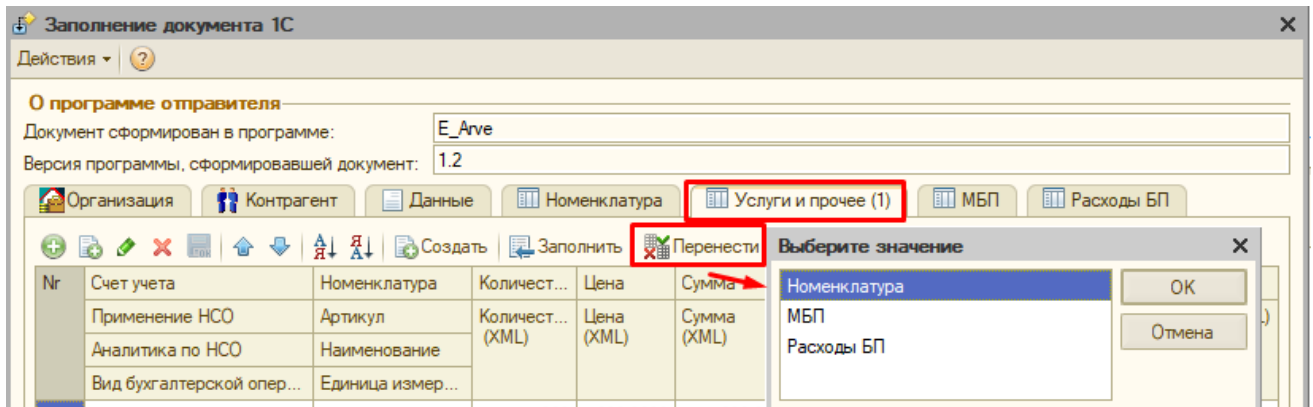 Заполнение документа 1С
Действия
О программе отправителя
Документ сформирован в программе: E_Arve
Версия программы, сформировавшей документ: 1.2
Организация Контрагент Данные Номенклатура Услуги и прочее (1) МБП Расходы БП
Создать Заполнить Перенести
Выберите значение
Nr Счет учета Номенклатура Количест... Цена Сумма
Применение НСО Артикул Количест... (XML) Цена (XML) Сумма (XML)
Аналитика по НСО Наименование
Вид бухгалтерской опер... Единица измер...
Номенклатура
МБП
Расходы БП
OK
Отмена